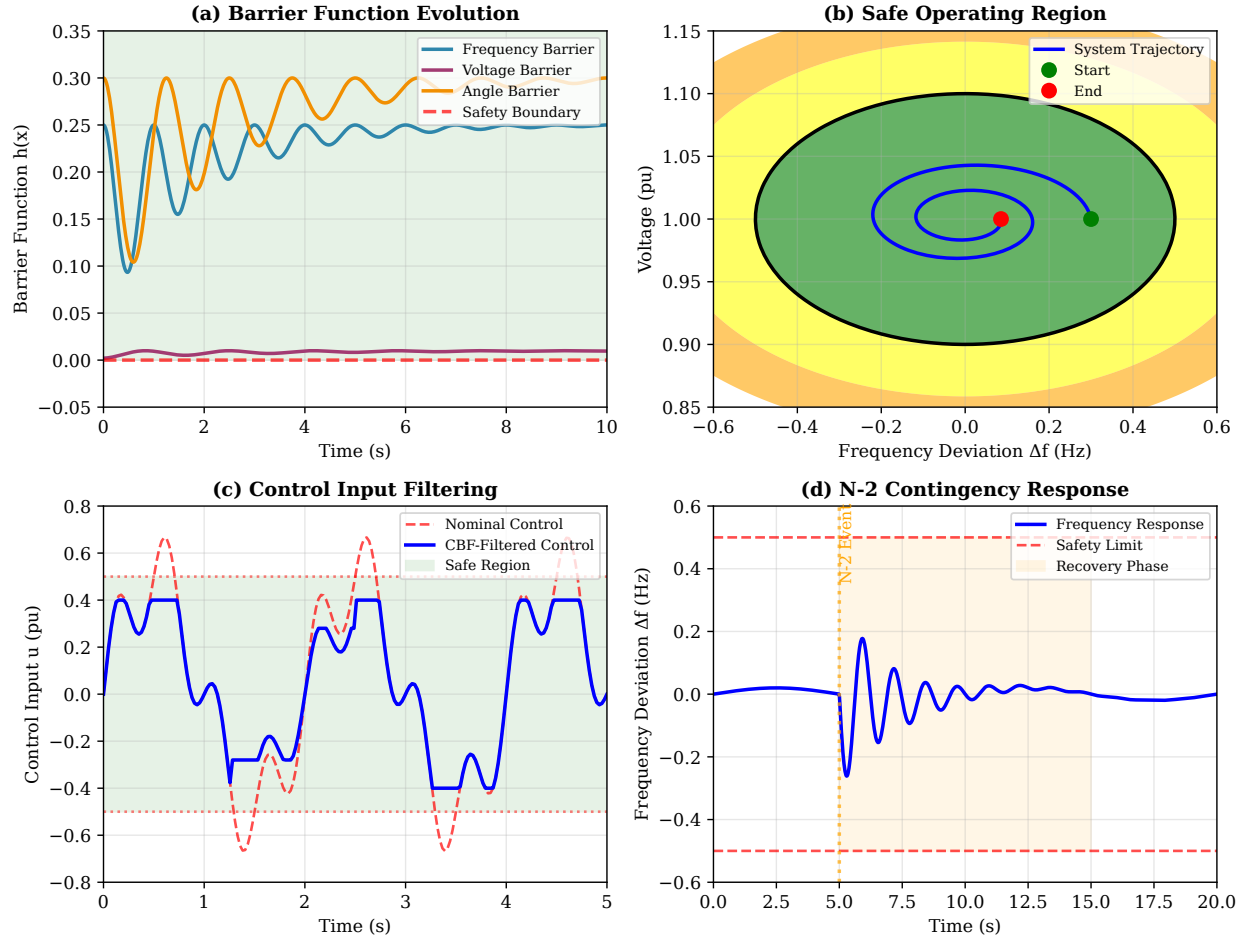 (a) Barrier Function Evolution
Barrier Function h(x)
0.35
0.30
0.25
0.20
0.15
0.10
0.05
0.00
−0.05
Frequency Barrier
Voltage Barrier
Angle Barrier
Safety Boundary
0 2 4 6 8 10
Time (s)
(b) Safe Operating Region
Voltage (pu)
1.15
1.10
1.05
1.00
0.95
0.90
0.85
System Trajectory
Start
End
−0.6 −0.4 −0.2 0.0 0.2 0.4 0.6
Frequency Deviation Δf (Hz)
(c) Control Input Filtering
Control Input u (pu)
0.8
0.6
0.4
0.2
0.0
−0.2
−0.4
−0.6
−0.8
Nominal Control
CBF-Filtered Control
Safe Region
0 1 2 3 4 5
Time (s)
(d) N-2 Contingency Response
Frequency Deviation Δf (Hz)
0.6
0.4
0.2
0.0
−0.2
−0.4
−0.6
N-2 Event
Frequency Response
Safety Limit
Recovery Phase
0.0 2.5 5.0 7.5 10.0 12.5 15.0 17.5 20.0
Time (s)